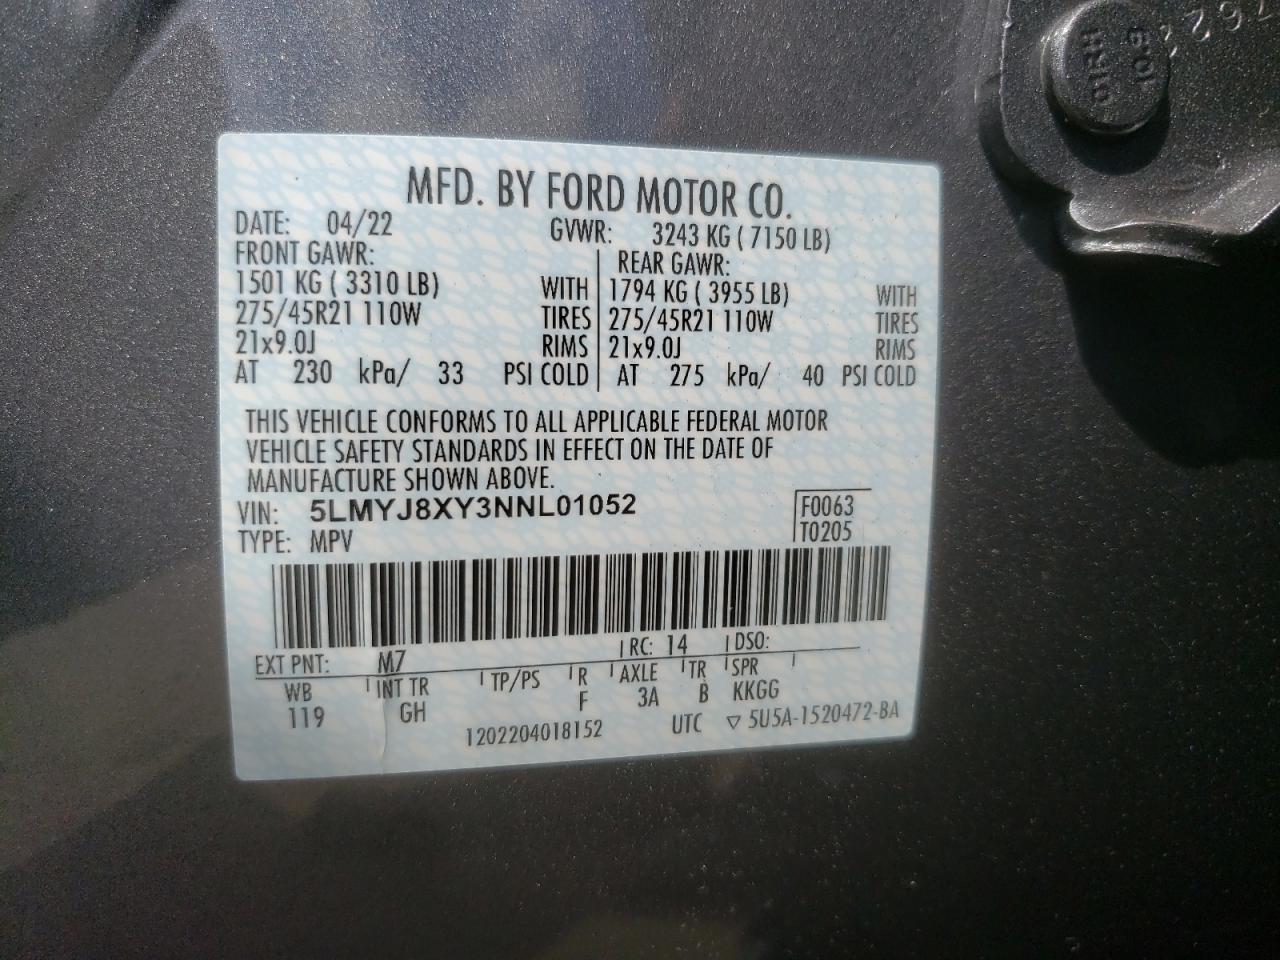 MFD. BY FORD MOTOR CO.
DATE: 04/22 GVWR: 3243 KG ( 7150 LB)
FRONT GAWR: REAR GAWR:
1501 KG ( 3310 LB) WITH 1794 KG ( 3955 LB) WITH
275/45R21 110W TIRES 275/45R21 110W TIRES
21x9.0J RIMS 21x9.0J RIMS
AT 230 kPa/ 33 PSI COLD AT 275 kPa/ 40 PSI COLD
THIS VEHICLE CONFORMS TO ALL APPLICABLE FEDERAL MOTOR
VEHICLE SAFETY STANDARDS IN EFFECT ON THE DATE OF
MANUFACTURE SHOWN ABOVE.
VIN: 5LMYJ8XY3NNL01052 F0063
TYPE: MPV T0205
EXT PNT: M7 RC: 14 DSO:
WB INT TR TP/PS R AXLE TR SPR
119 GH F 3A B KKGG
1202204018152 UTC ▽ 5U5A-1520472-BA
10.9